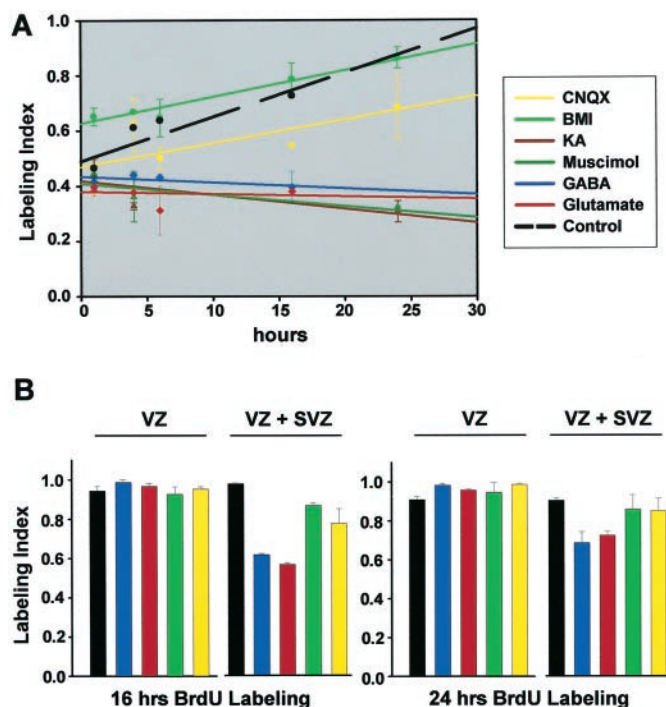 A
Labeling Index
1.0
0.8
0.6
0.4
0.2
0.0
0 5 10 15 20 25 30
hours
CNQX
BMI
KA
Muscimol
GABA
Glutamate
Control
B
VZ VZ + SVZ VZ VZ + SVZ
Labeling Index
1.0
0.8
0.6
0.4
0.2
0.0
1.0
0.8
0.6
0.4
0.2
0.0
16 hrs BrdU Labeling
24 hrs BrdU Labeling